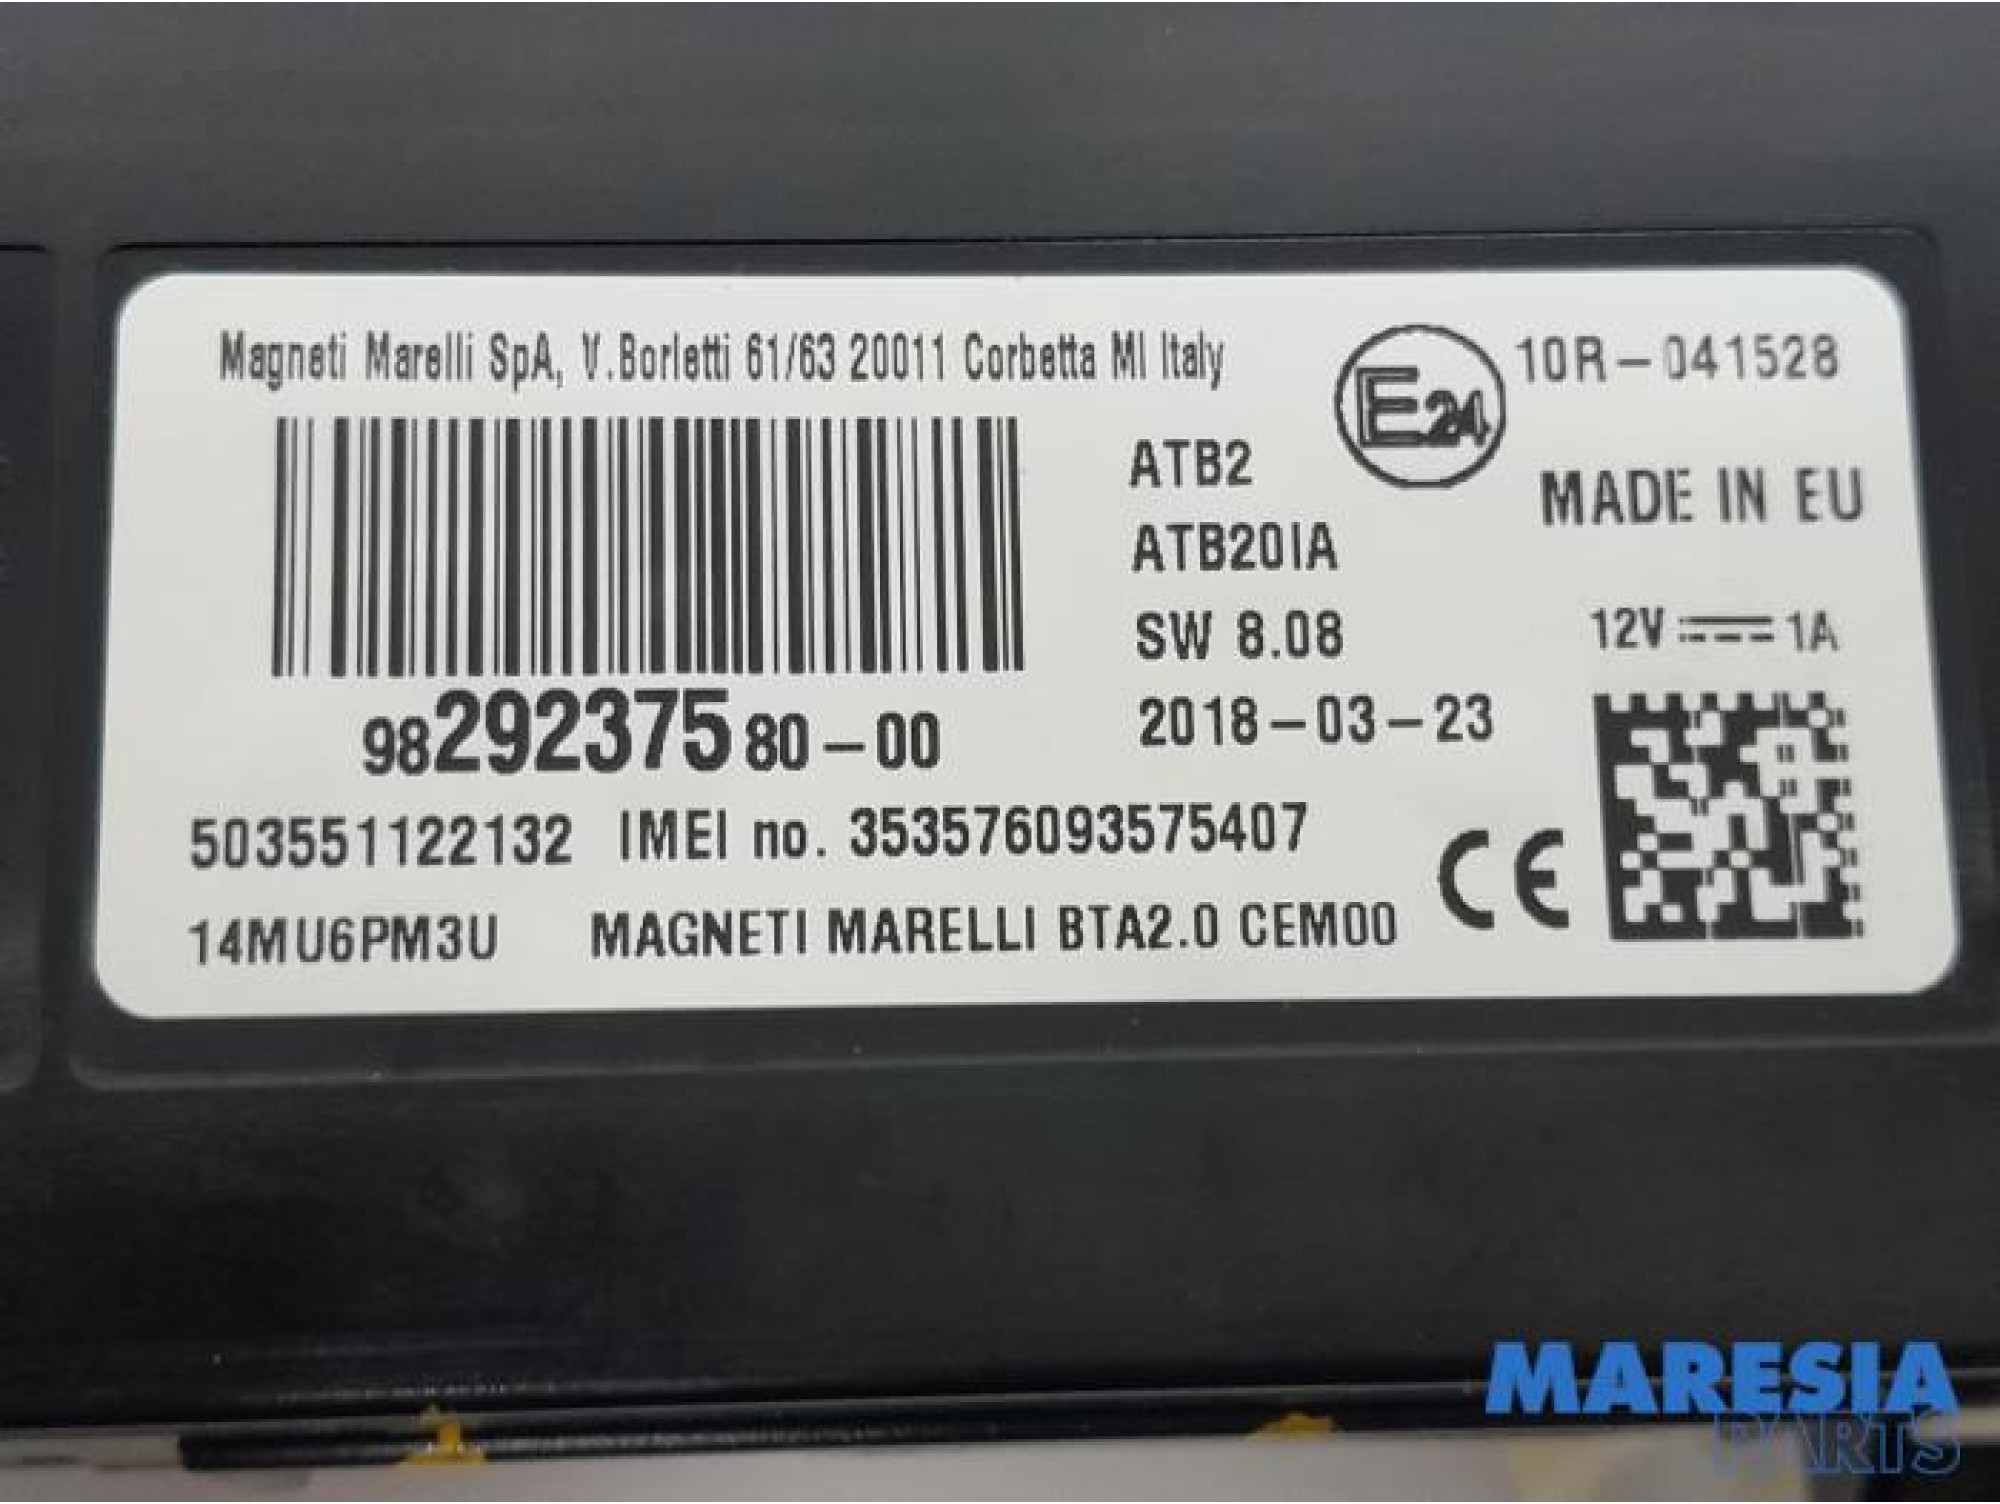 Magneti Marelli SpA, V.Borletti 61/63 20011 Corbetta MI Italy
E24
10R-041528
ATB2
MADE IN EU
ATB20IA
SW 8.08
12V 1A
9829237580-00
2018-03-23
503551122132 IMEI no. 353576093575407
CE
14MU6PM3U MAGNETI MARELLI BTA2.0 CEM00
MARESIA
PARTS